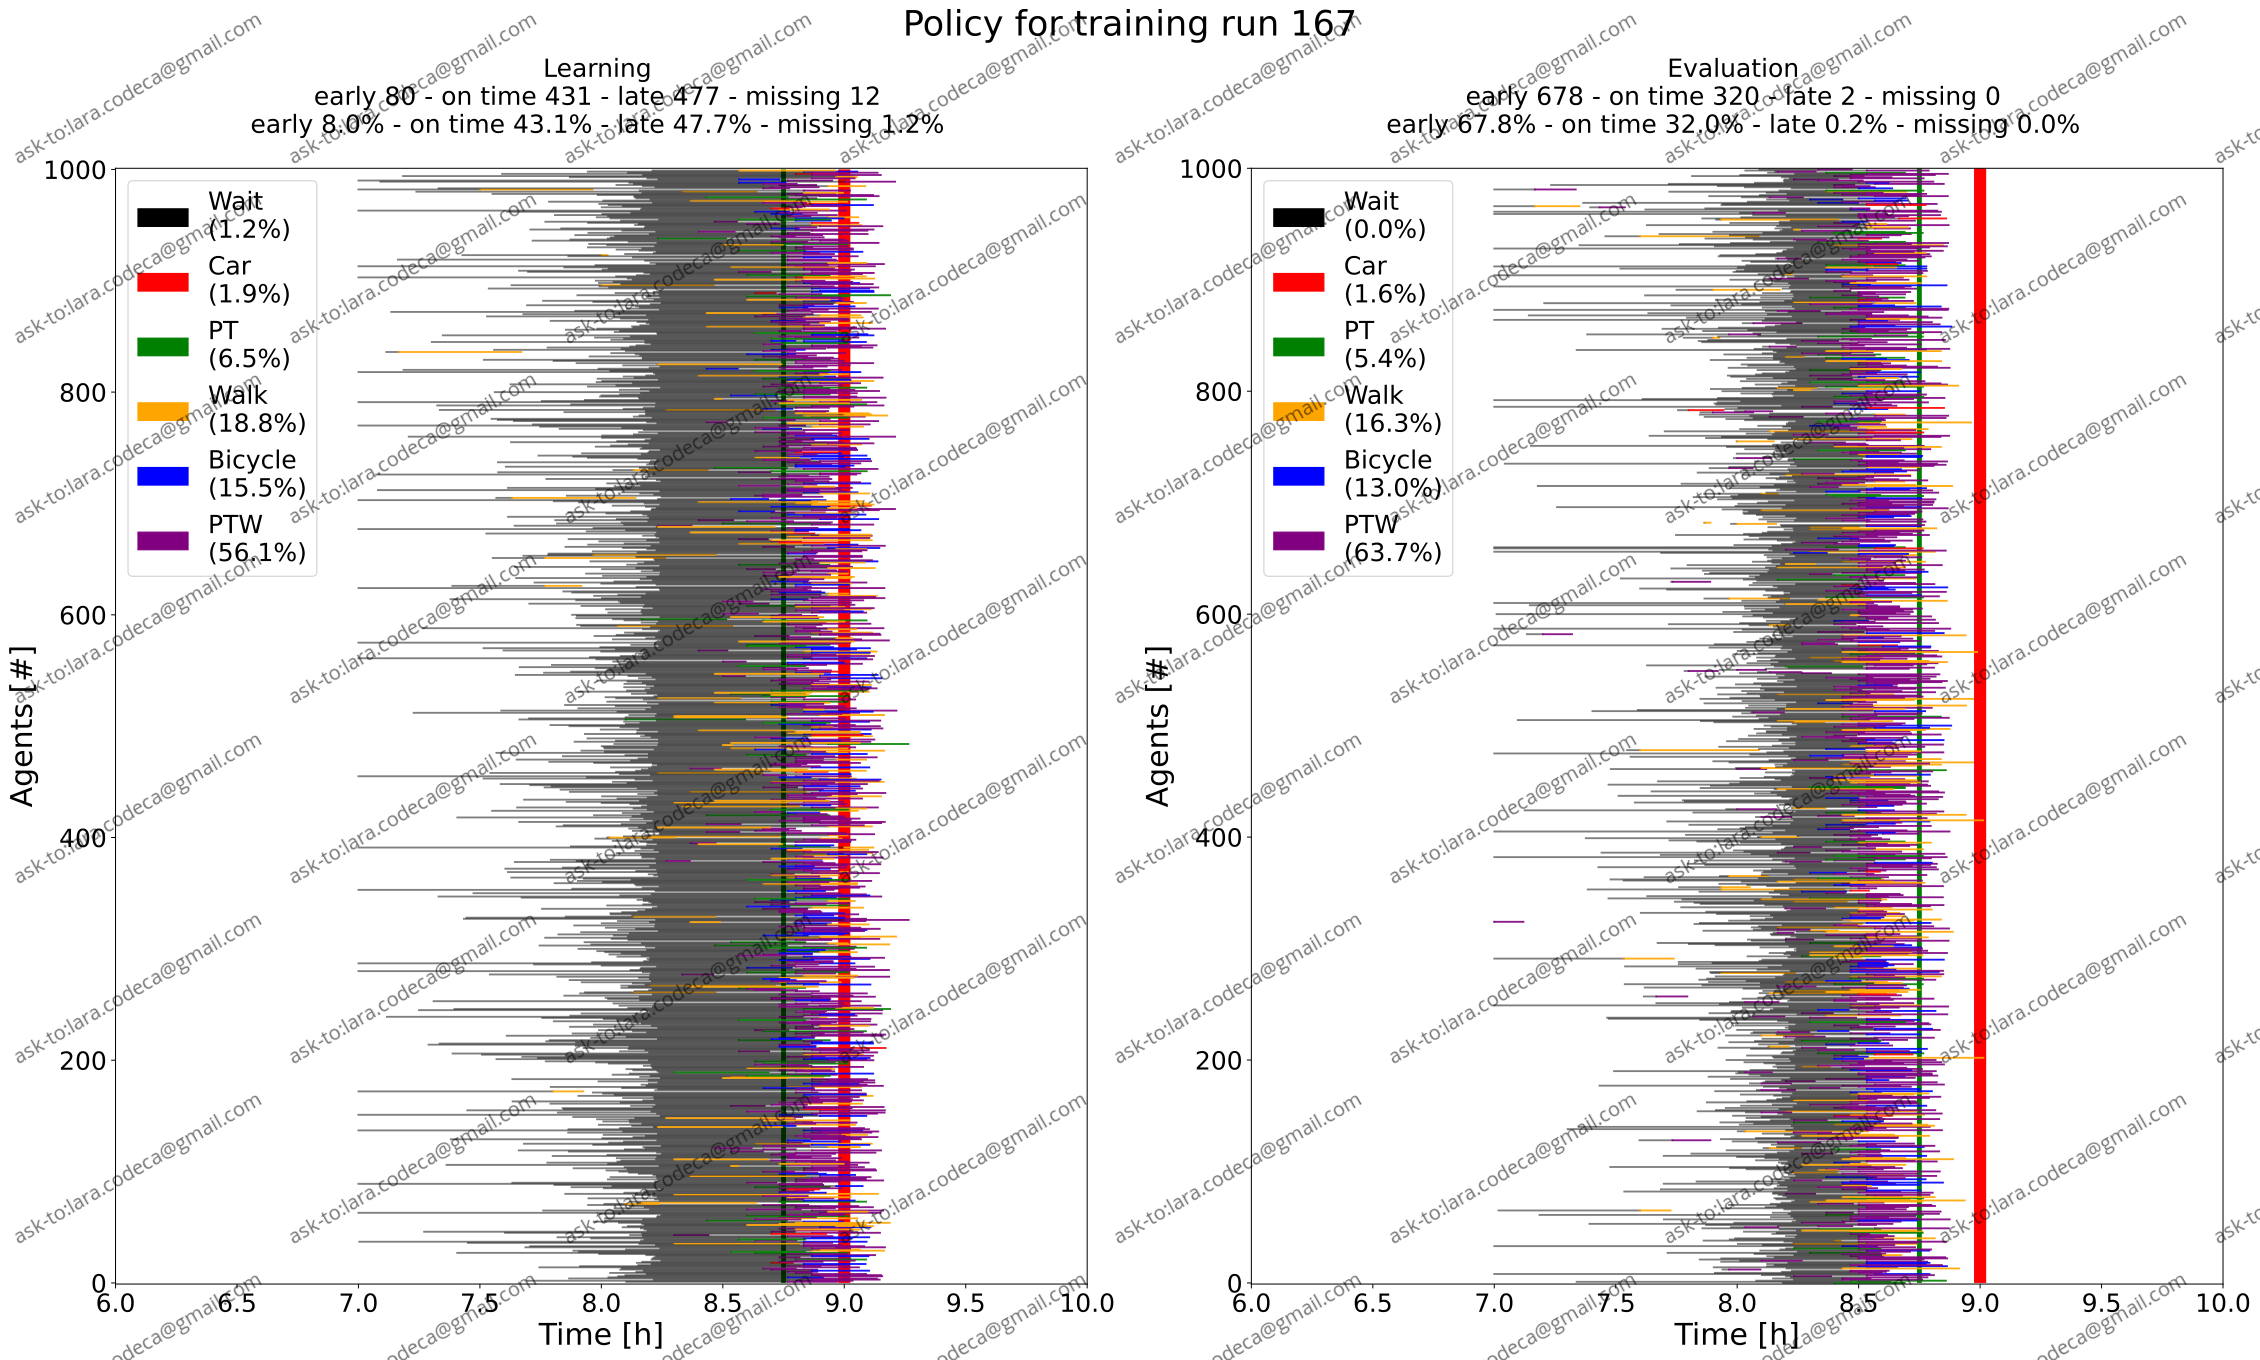 Policy for training run 167
Learning
early 80 - on time 431 - late 477 - missing 12
early 8.0% - on time 43.1% - late 47.7% - missing 1.2%
Evaluation
early 678 - on time 320 - late 2 - missing 0
early 67.8% - on time 32.0% - late 0.2% - missing 0.0%
Agents [#]
1000
800
600
400
200
0
Wait
(1.2%)
Car
(1.9%)
PT
(6.5%)
Walk
(18.8%)
Bicycle
(15.5%)
PTW
(56.1%)
6.0 6.5 7.0 7.5 8.0 8.5 9.0 9.5 10.0
Time [h]
Agents [#]
1000
800
600
400
200
0
Wait
(0.0%)
Car
(1.6%)
PT
(5.4%)
Walk
(16.3%)
Bicycle
(13.0%)
PTW
(63.7%)
6.0 6.5 7.0 7.5 8.0 8.5 9.0 9.5 10.0
Time [h]
ask-to:lara.codeca@gmail.com